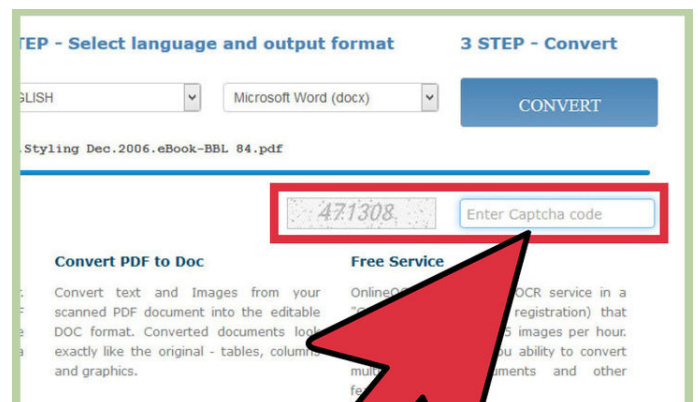 TEP - Select language and output format
3 STEP - Convert
GLISH
Microsoft Word (docx)
CONVERT
.Styling Dec.2006.eBook-BBL 84.pdf
471308
Enter Captcha code
Convert PDF to Doc
Convert text and Images from your
scanned PDF document into the editable
DOC format. Converted documents look
exactly like the original - tables, columns
and graphics.
Free Service
OCR service in a
registration) that
5 images per hour.
ability to convert
and other